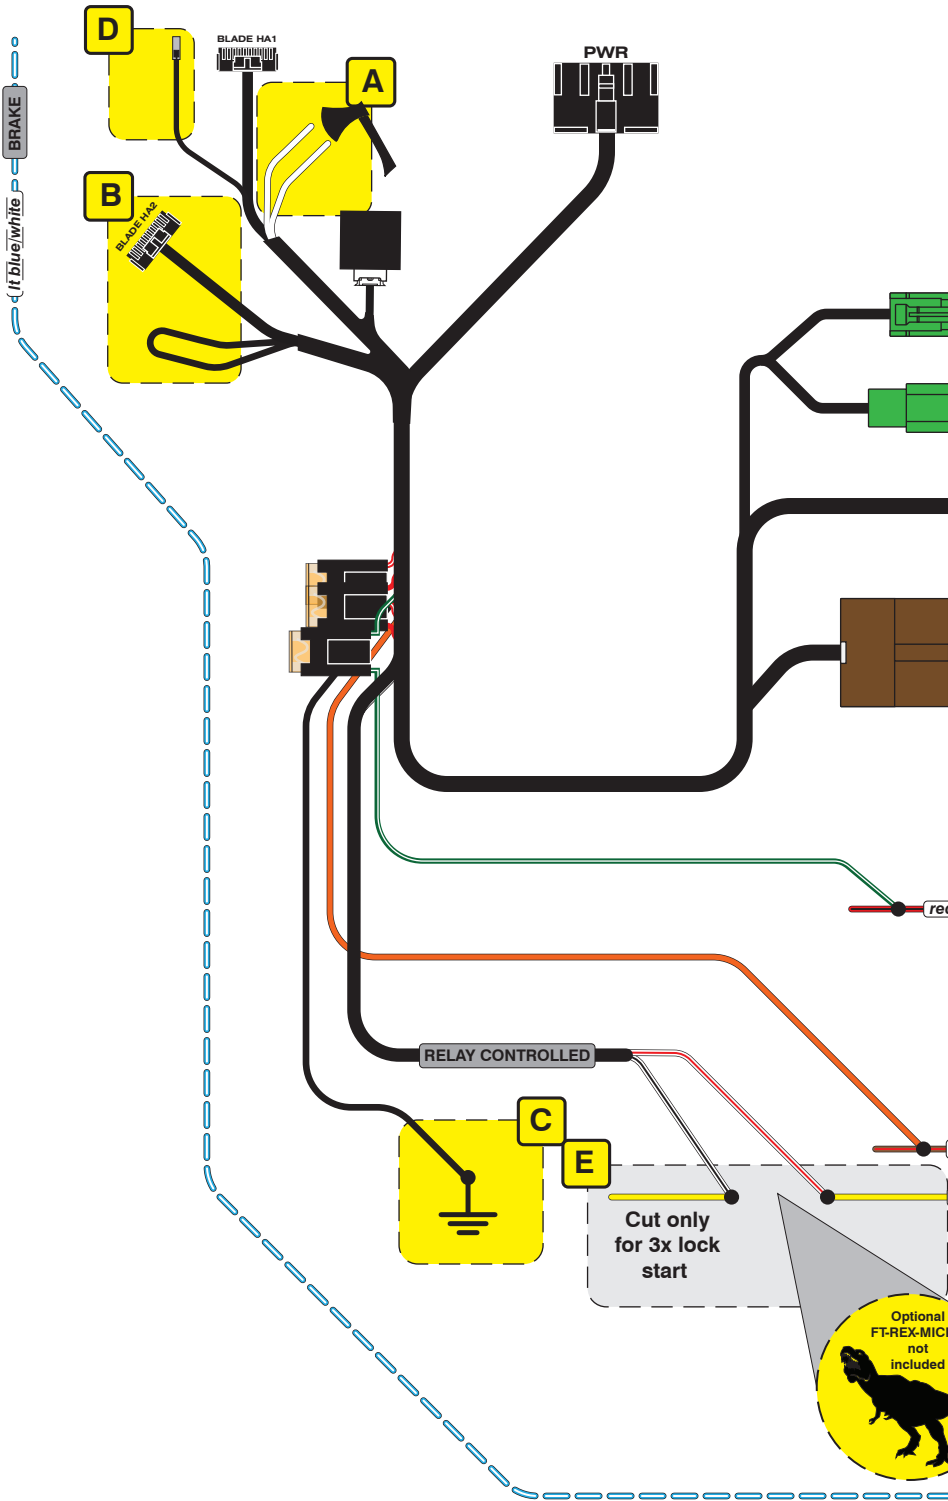 D
BLADE HA1
A
PWR
BRAKE
B
BLADE HA2
lt blue/white
RELAY CONTROLLED
C
E
Cut only
for 3x lock
start
Optional
not
included